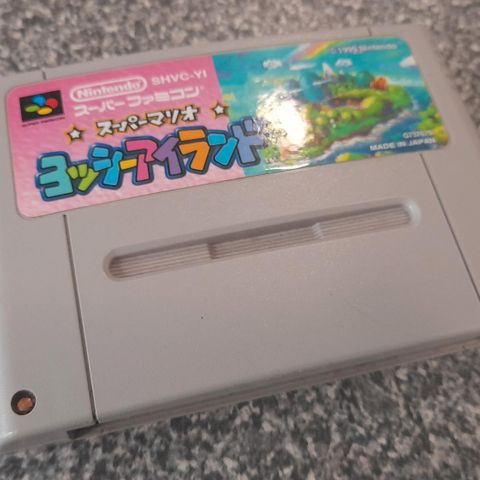 Nintendo SHVC-YI
スーパーファミコン
スーパーマリオ
ヨッシーアイランド
© 1995 Nintendo
MADE IN JAPAN